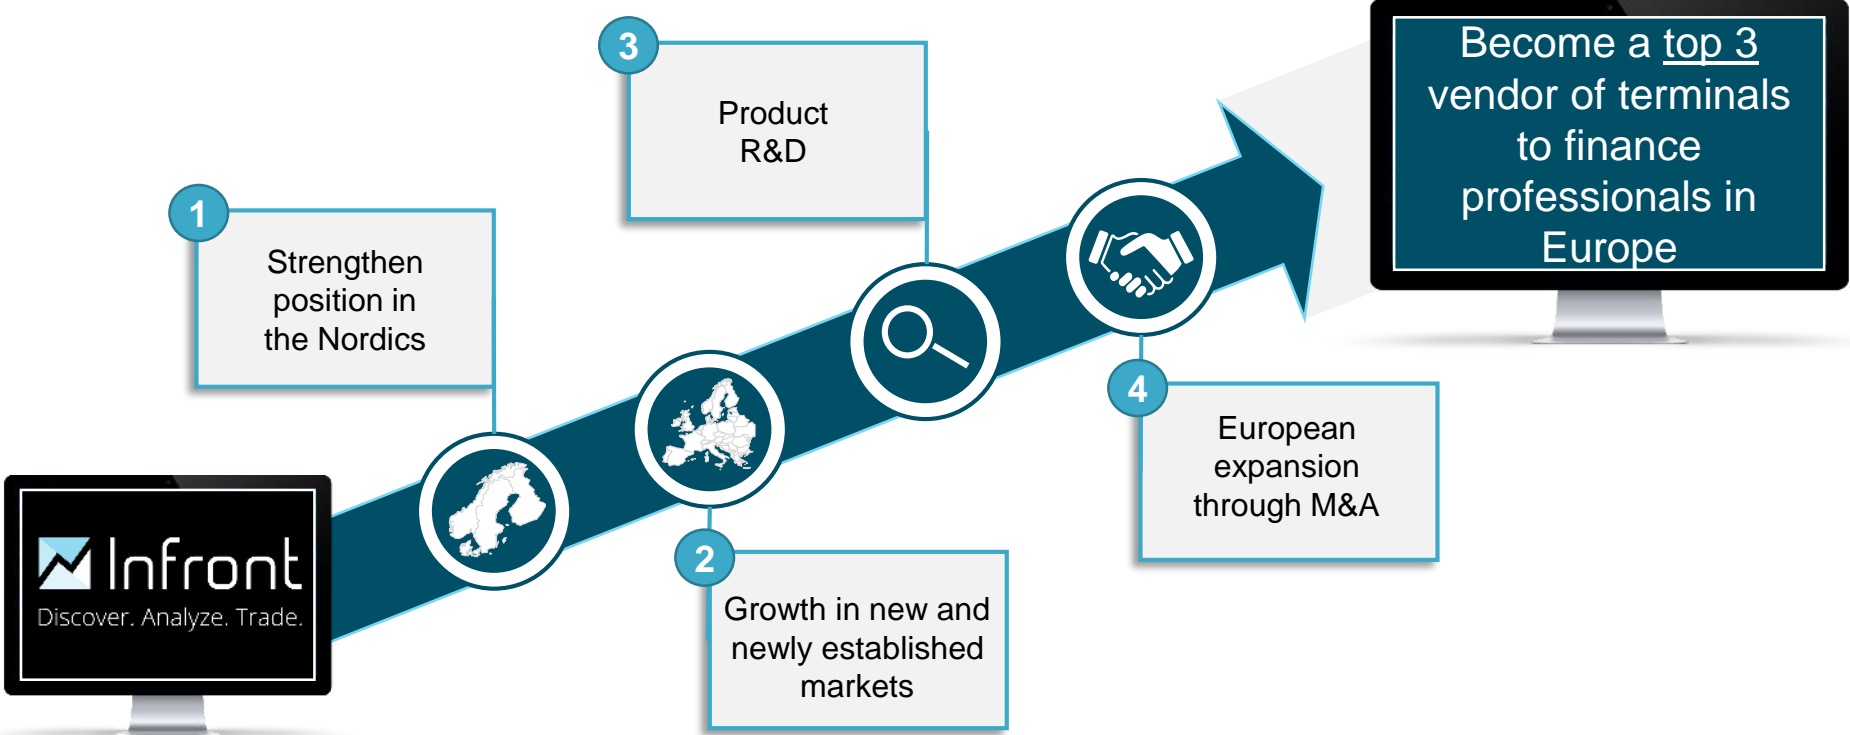 1
Strengthen
position in
the Nordics
2
Growth in new and
newly established
markets
3
Product
R&D
4
European
expansion
through M&A
Become a top 3
vendor of terminals
to finance
professionals in
Europe
Infront
Discover. Analyze. Trade.